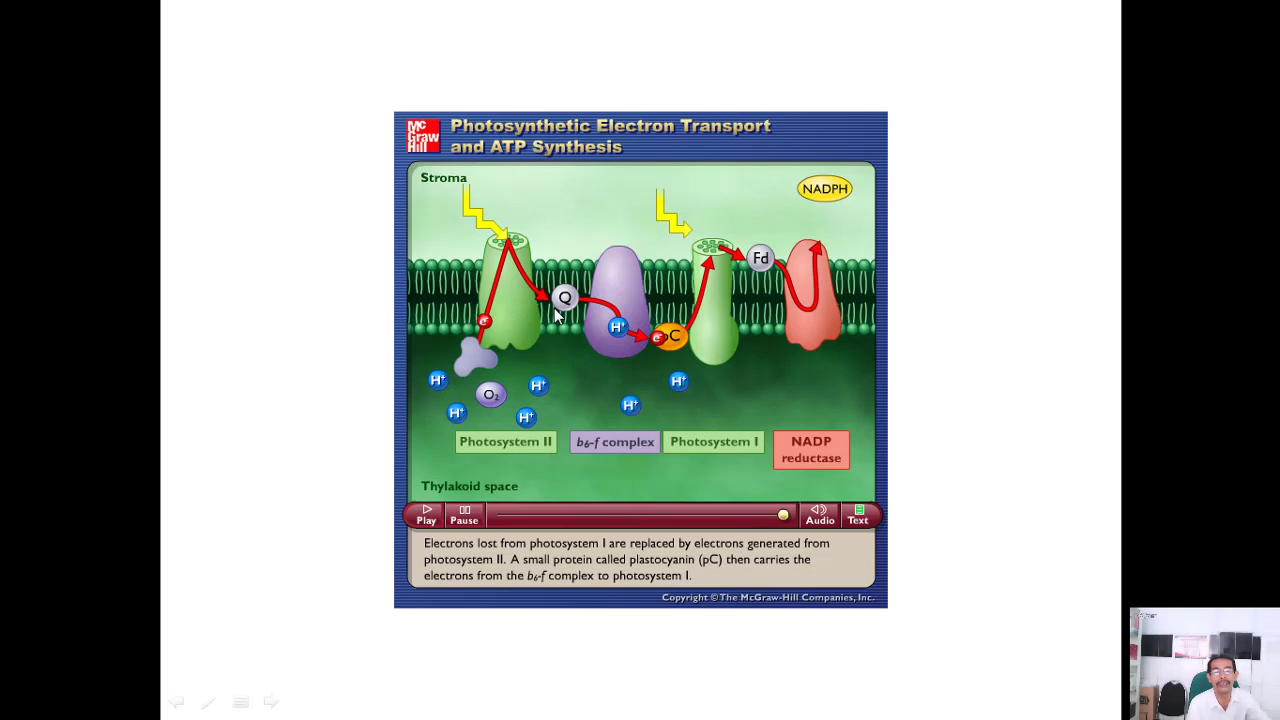 Mc
Graw
Hill
Photosynthetic Electron Transport
and ATP Synthesis
Stroma
NADPH
Fd
Q
H⁺
e⁻
e⁻
pC
H⁺
H⁺
H⁺
O₂
H⁺
H⁺
H⁺
Photosystem II
b₆-f complex
Photosystem I
NADP
reductase
Thylakoid space
Play
Pause
Audio
Text
Electrons lost from photosystem I are replaced by electrons generated from
photosystem II. A small protein called plastocyanin (pC) then carries the
electrons from the b₆-f complex to photosystem I.
Copyright © The McGraw-Hill Companies, Inc.